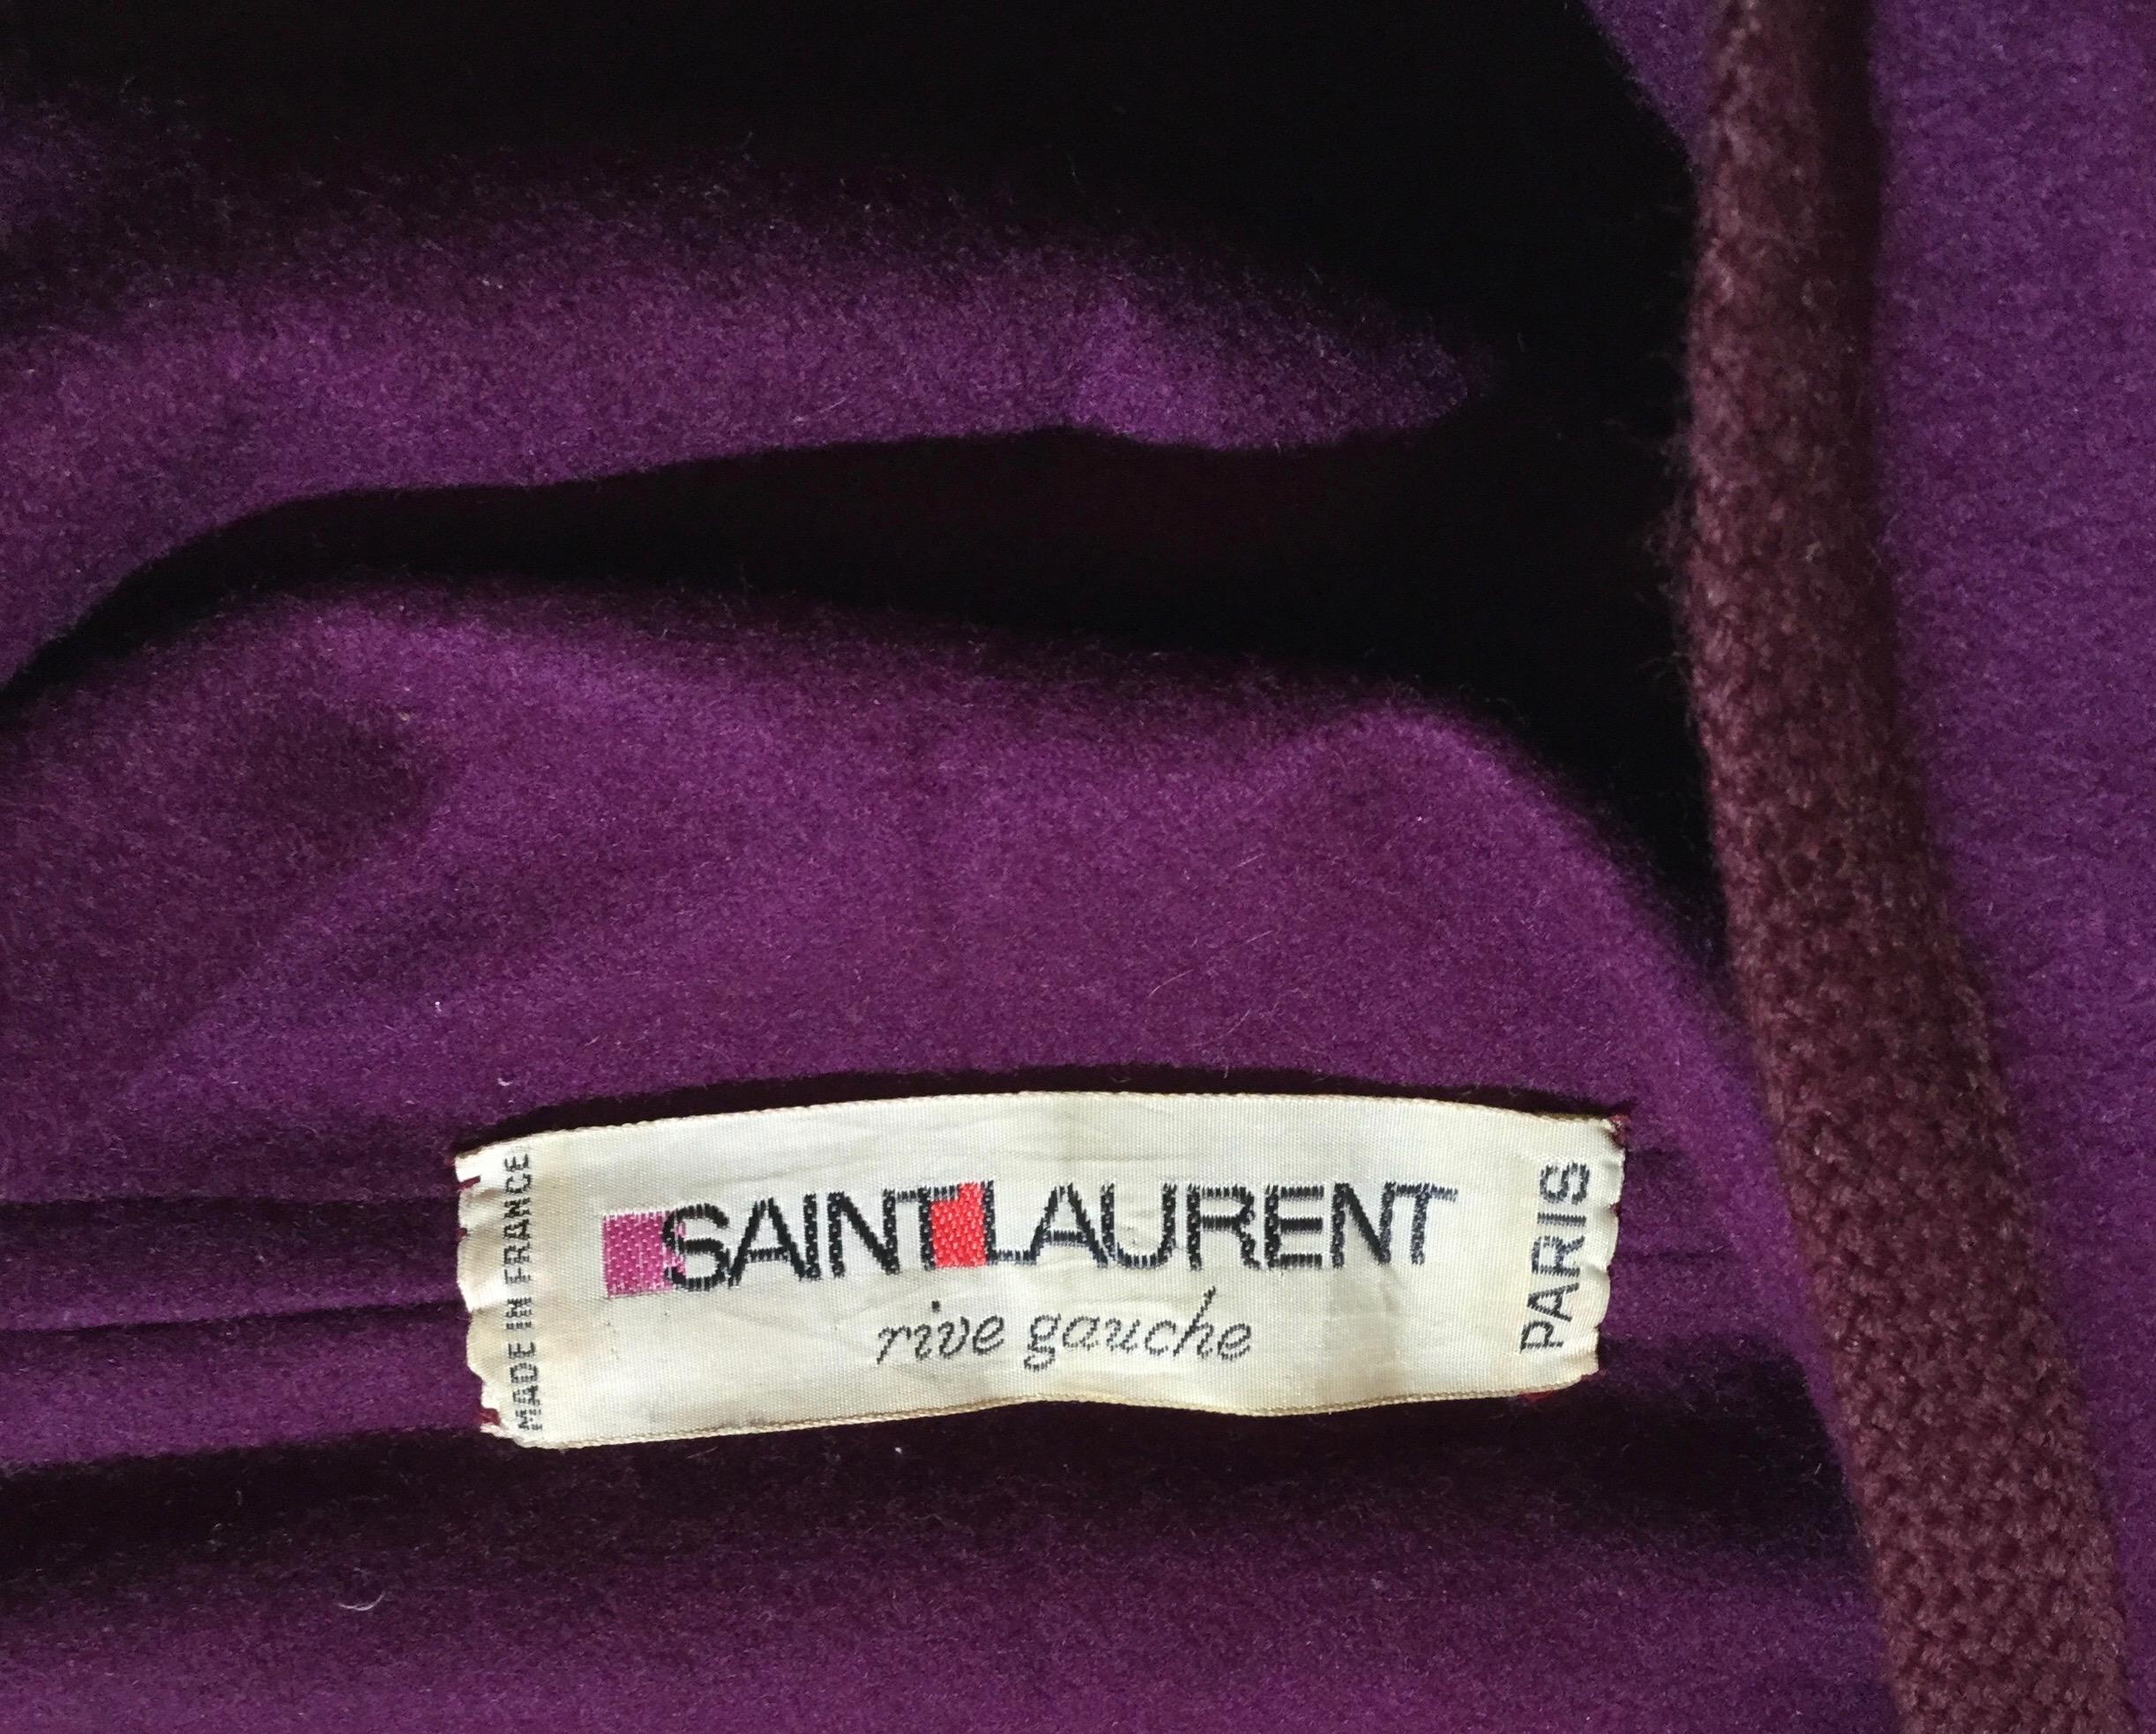 MADE IN FRANCE
SAINT LAURENT
rive gauche
PARIS